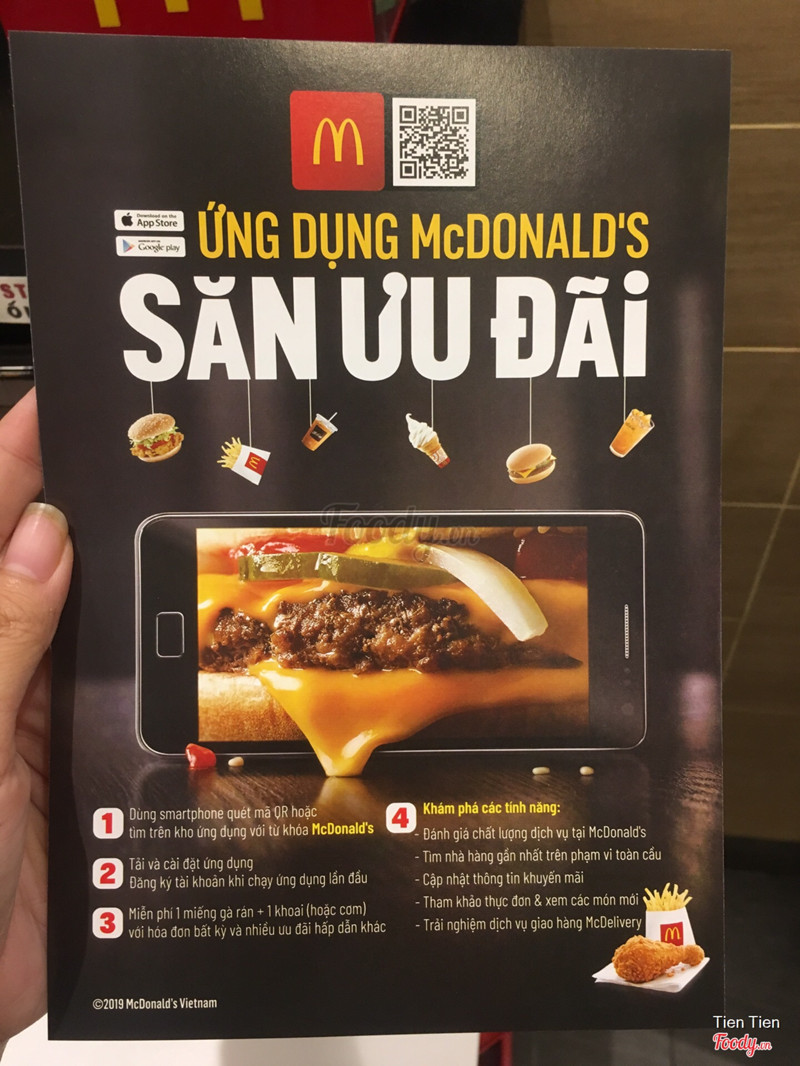 Download on the
App Store
Google play
ỨNG DỤNG McDONALD'S
SĂN ƯU ĐÃI
Foody.vn
1 Dùng smartphone quét mã QR hoặc
tìm trên kho ứng dụng với từ khóa McDonald's
2 Tải và cài đặt ứng dụng
Đăng ký tài khoản khi chạy ứng dụng lần đầu
3 Miễn phí 1 miếng gà rán + 1 khoai (hoặc cơm)
với hóa đơn bất kỳ và nhiều ưu đãi hấp dẫn khác
4 Khám phá các tính năng:
- Đánh giá chất lượng dịch vụ tại McDonald's
- Tìm nhà hàng gần nhất trên phạm vi toàn cầu
- Cập nhật thông tin khuyến mãi
- Tham khảo thực đơn & xem các món mới
- Trải nghiệm dịch vụ giao hàng McDelivery
©2019 McDonald's Vietnam
Tien Tien
Foody.vn